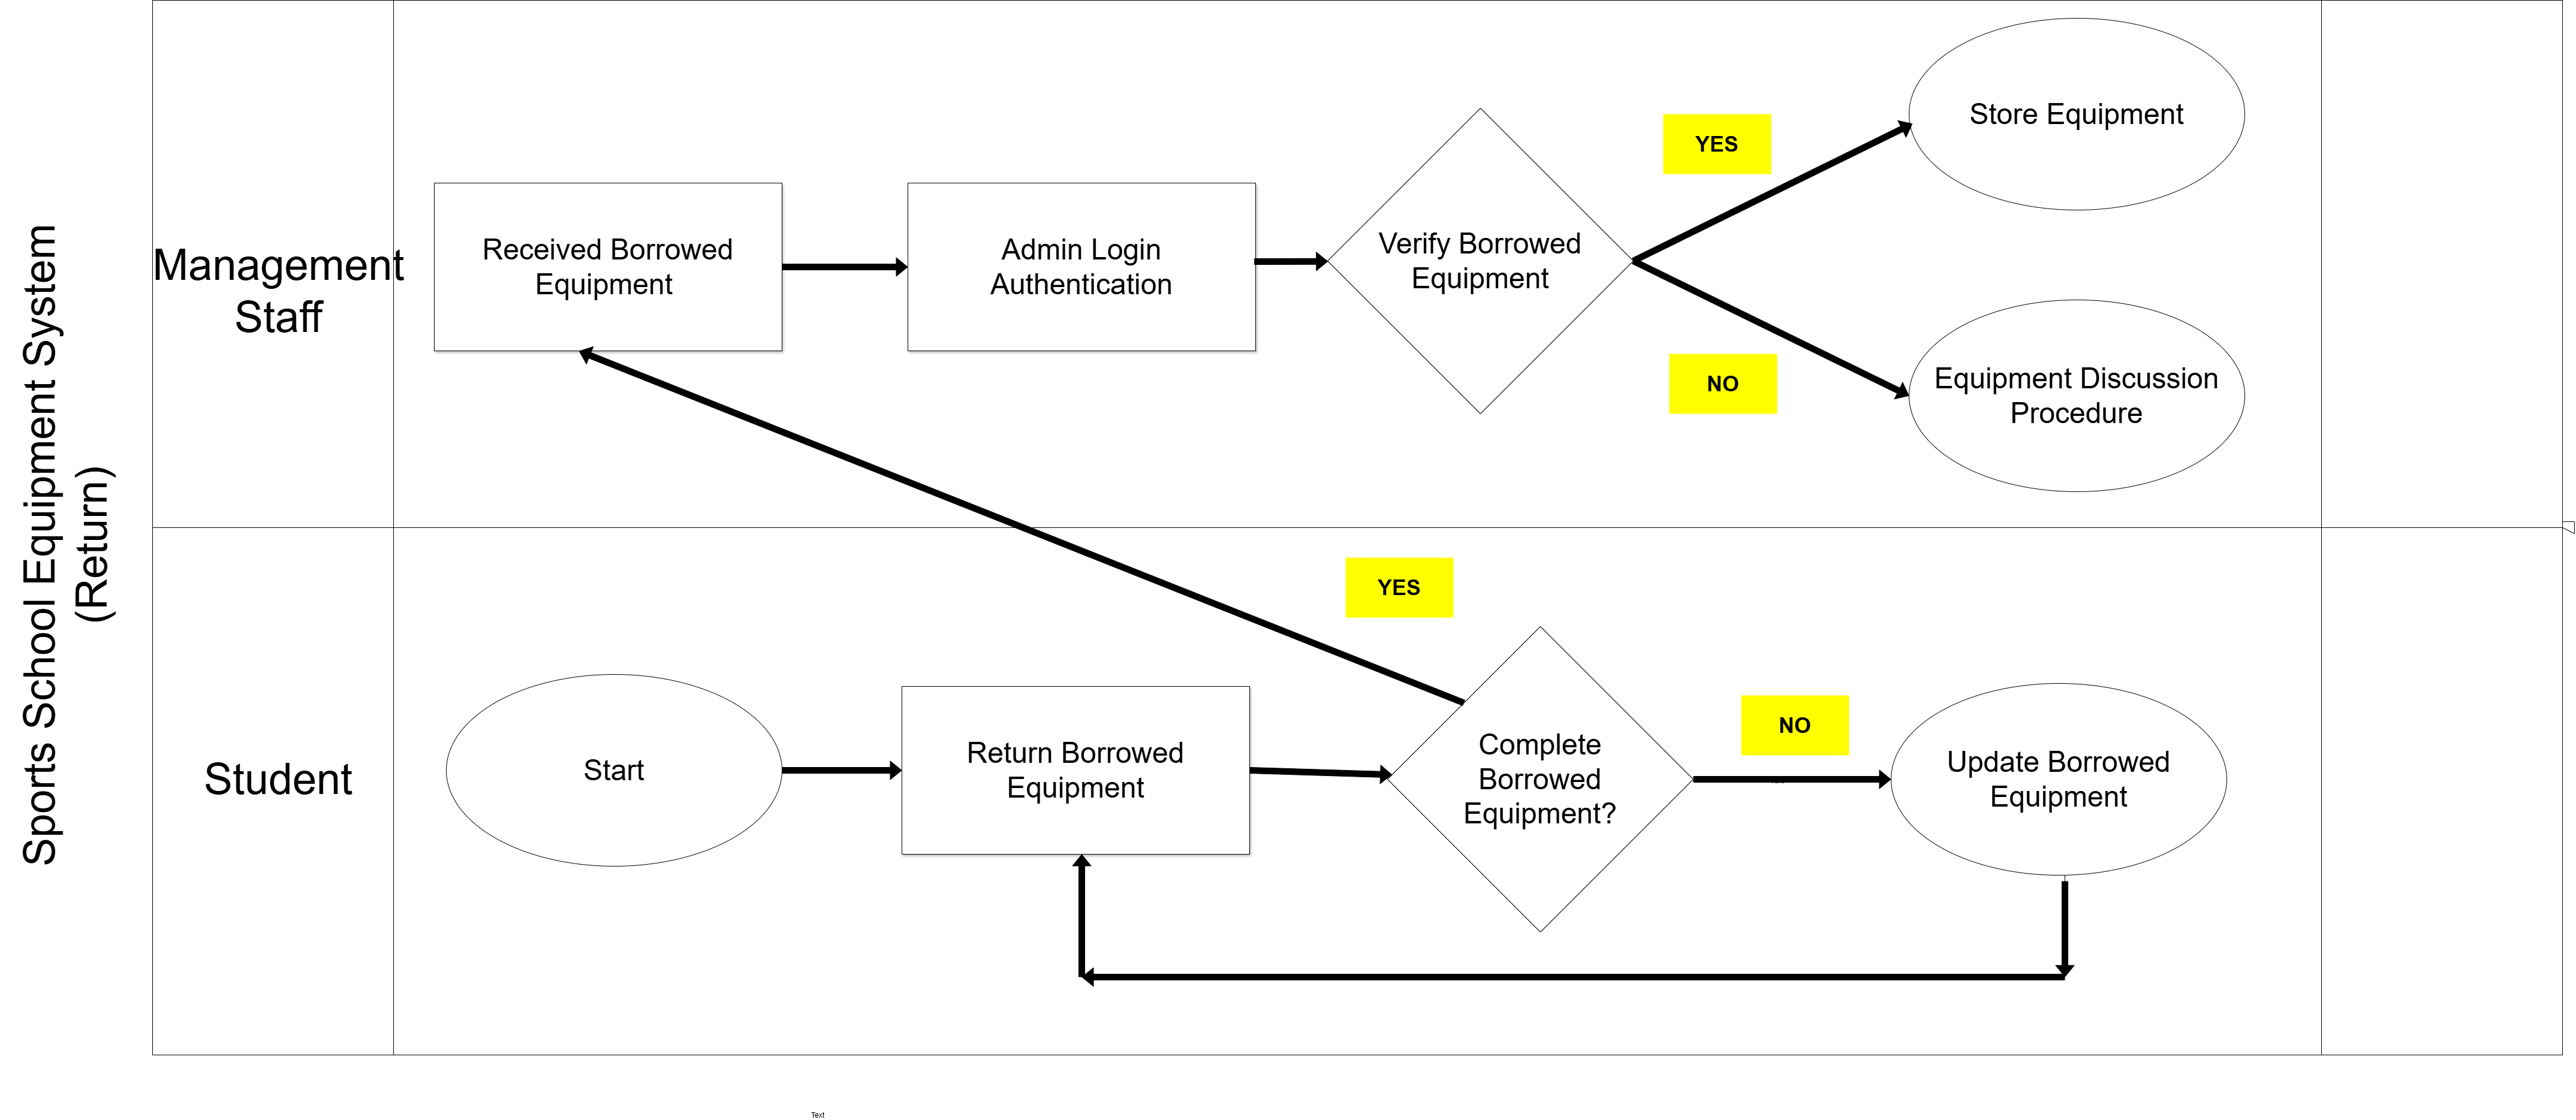 Sports School Equipment System
(Return)
Management
Staff
Received Borrowed
Equipment
Admin Login
Authentication
Verify Borrowed
Equipment
YES
NO
Store Equipment
Equipment Discussion
Procedure
Student
Start
Return Borrowed
Equipment
YES
Complete
Borrowed
Equipment?
NO
Update Borrowed
Equipment
Text